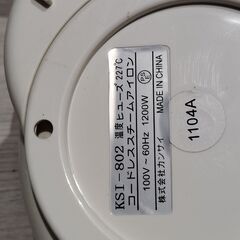 KSI-802 温度ヒューズ 227℃
コードレススチームアイロン
100V~60Hz 1200W
株式会社カンサイ MADE IN CHINA
1104A